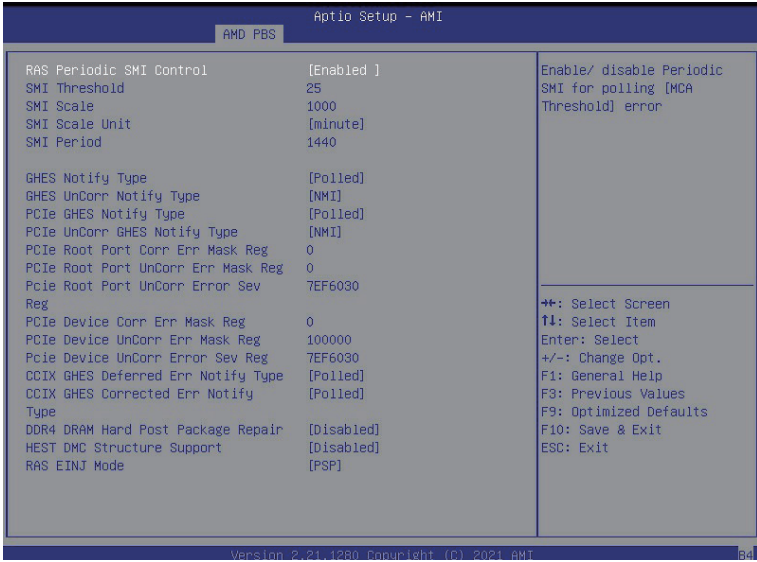 Aptio Setup - AMI
AMD PBS
RAS Periodic SMI Control [Enabled ]
SMI Threshold 25
SMI Scale 1000
SMI Scale Unit [minute]
SMI Period 1440
GHES Notify Type [Polled]
GHES UnCorr Notify Type [NMI]
PCIe GHES Notify Type [Polled]
PCIe UnCorr GHES Notify Type [NMI]
PCIe Root Port Corr Err Mask Reg 0
PCIe Root Port UnCorr Err Mask Reg 0
Pcie Root Port UnCorr Error Sev 7EF6030
Reg
PCIe Device Corr Err Mask Reg 0
PCIe Device UnCorr Err Mask Reg 100000
Pcie Device UnCorr Error Sev Reg 7EF6030
CCIX GHES Deferred Err Notify Type [Polled]
CCIX GHES Corrected Err Notify [Polled]
Type
DDR4 DRAM Hard Post Package Repair [Disabled]
HEST DMC Structure Support [Disabled]
RAS EINJ Mode [PSP]
Enable/ disable Periodic
SMI for polling [MCA
Threshold] error
→←: Select Screen
↑↓: Select Item
Enter: Select
+/-: Change Opt.
F1: General Help
F3: Previous Values
F9: Optimized Defaults
F10: Save & Exit
ESC: Exit
Version 2.21.1280 Copyright (C) 2021 AMI
B4